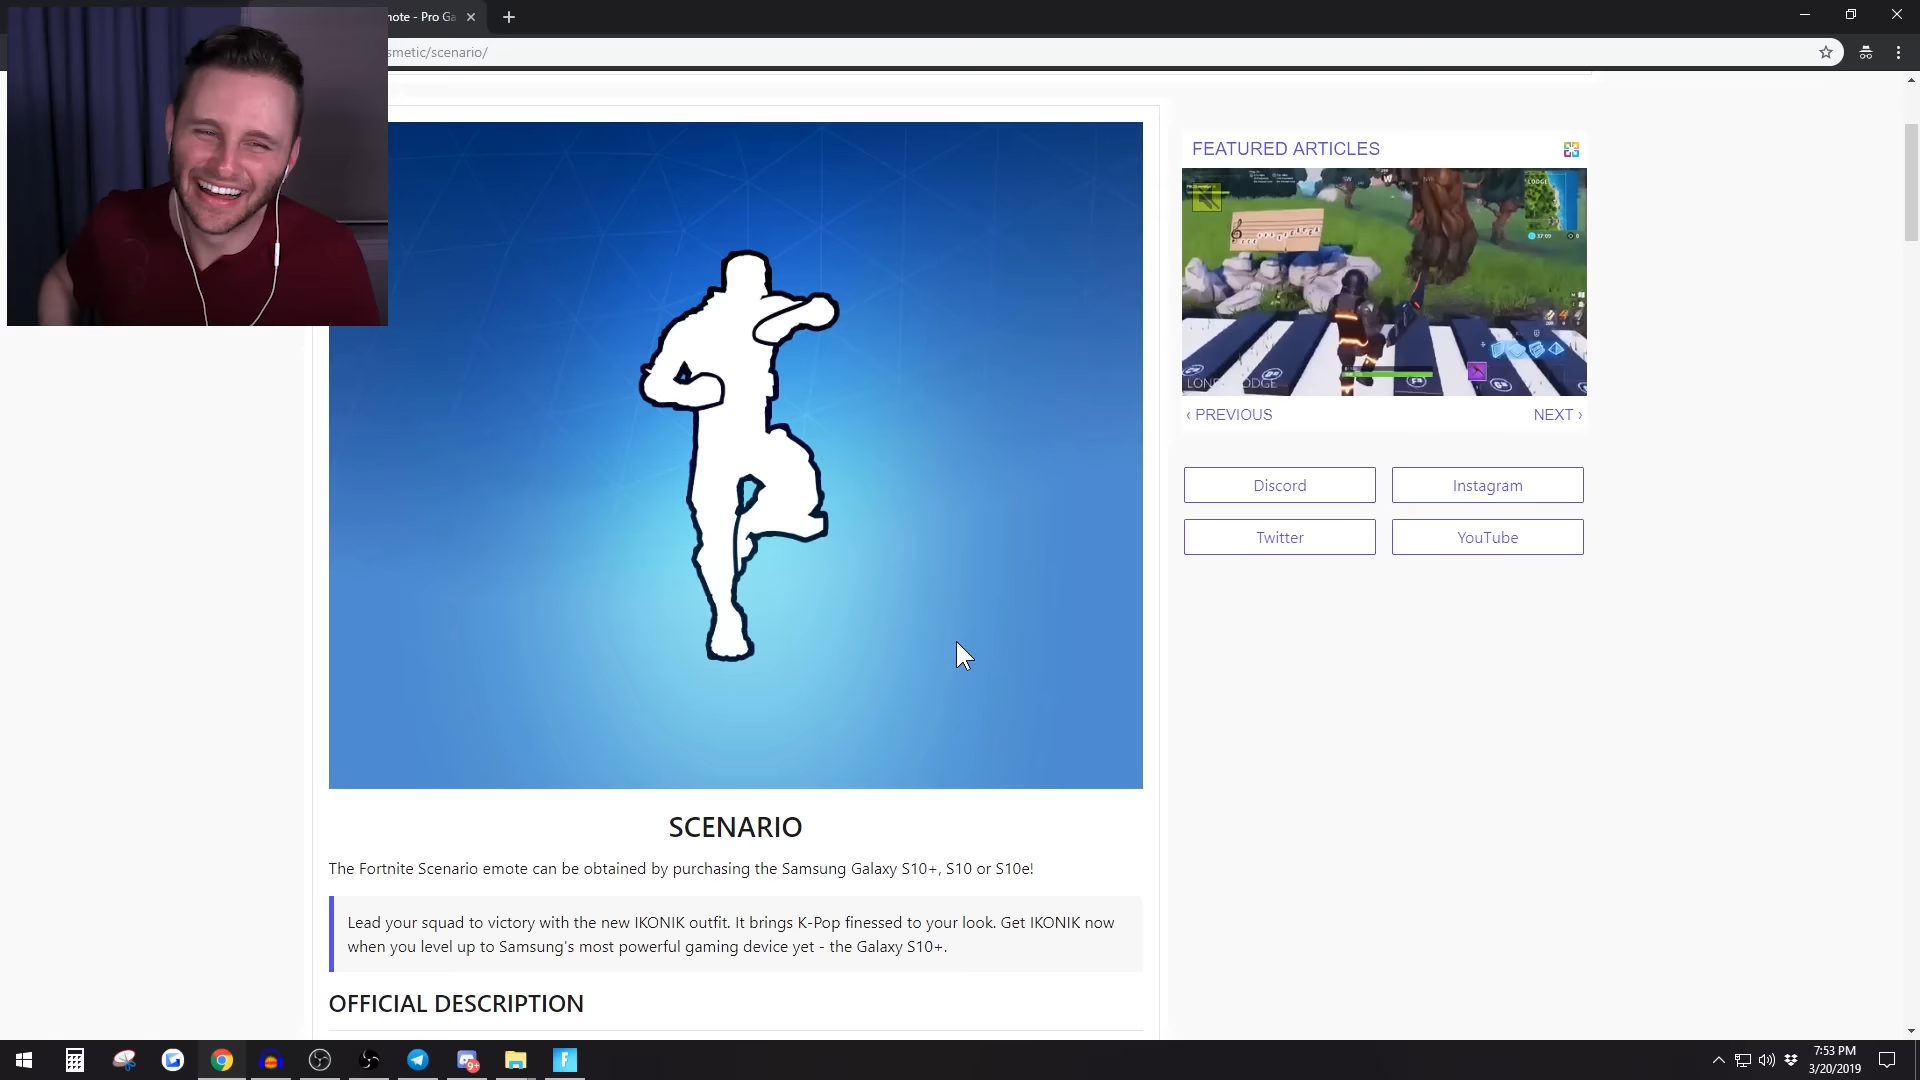 note - Pro Ga
smetic/scenario/
FEATURED ARTICLES
LODGE
‹ PREVIOUS
NEXT ›
Discord
Instagram
Twitter
YouTube
SCENARIO
The Fortnite Scenario emote can be obtained by purchasing the Samsung Galaxy S10+, S10 or S10e!
Lead your squad to victory with the new IKONIK outfit. It brings K-Pop finessed to your look. Get IKONIK now
when you level up to Samsung's most powerful gaming device yet - the Galaxy S10+.
OFFICIAL DESCRIPTION
9+
F
7:53 PM
3/20/2019